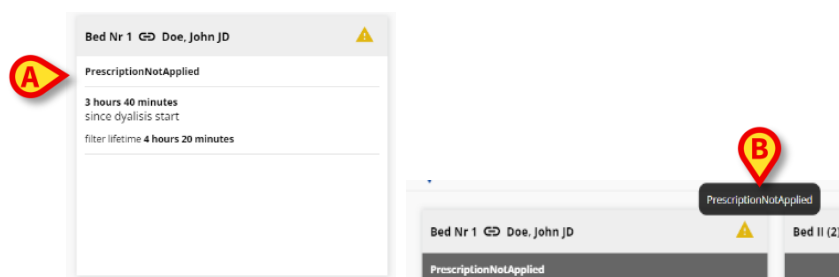 Bed Nr 1 Doe, John JD
A
PrescriptionNotApplied
3 hours 40 minutes
since dyalisis start
filter lifetime 4 hours 20 minutes
B
PrescriptionNotApplied
Bed Nr 1 Doe, John JD
Bed II (2)
PrescriptionNotApplied